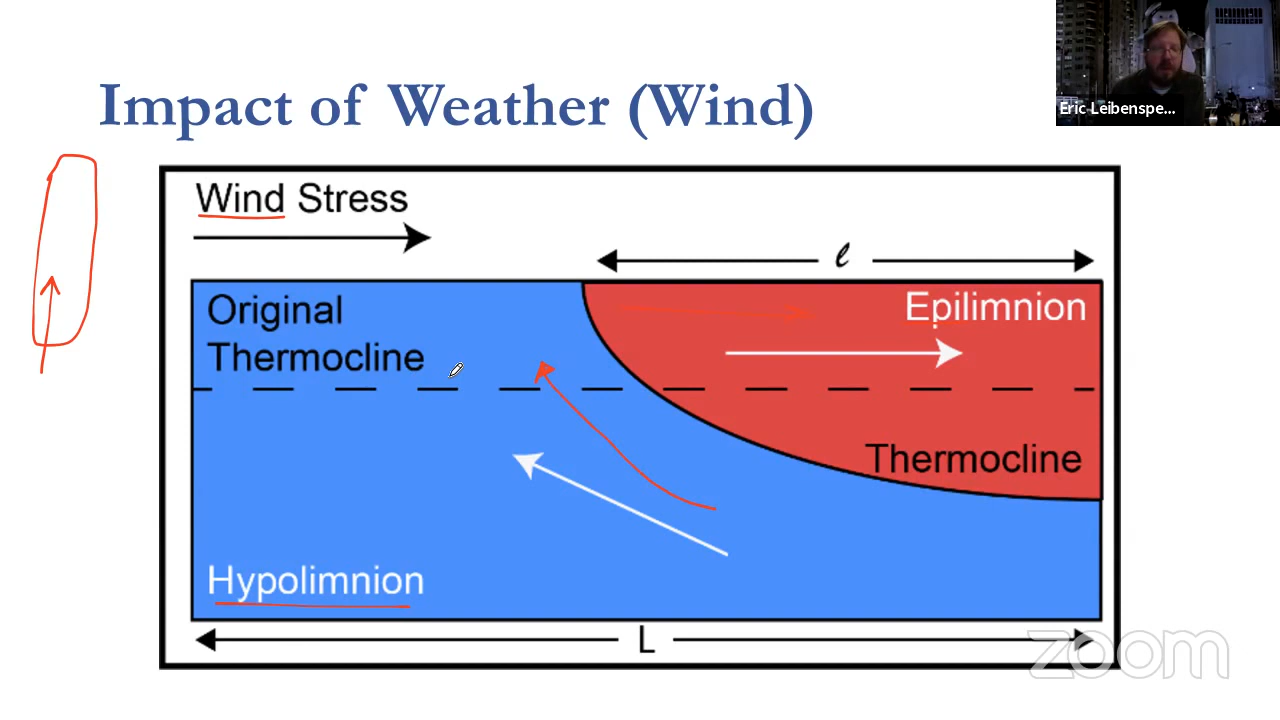 Eric Leibenspe...
Impact of Weather (Wind)
Wind Stress
ℓ
Original
Thermocline
Epilimnion
Thermocline
Hypolimnion
L
zoom